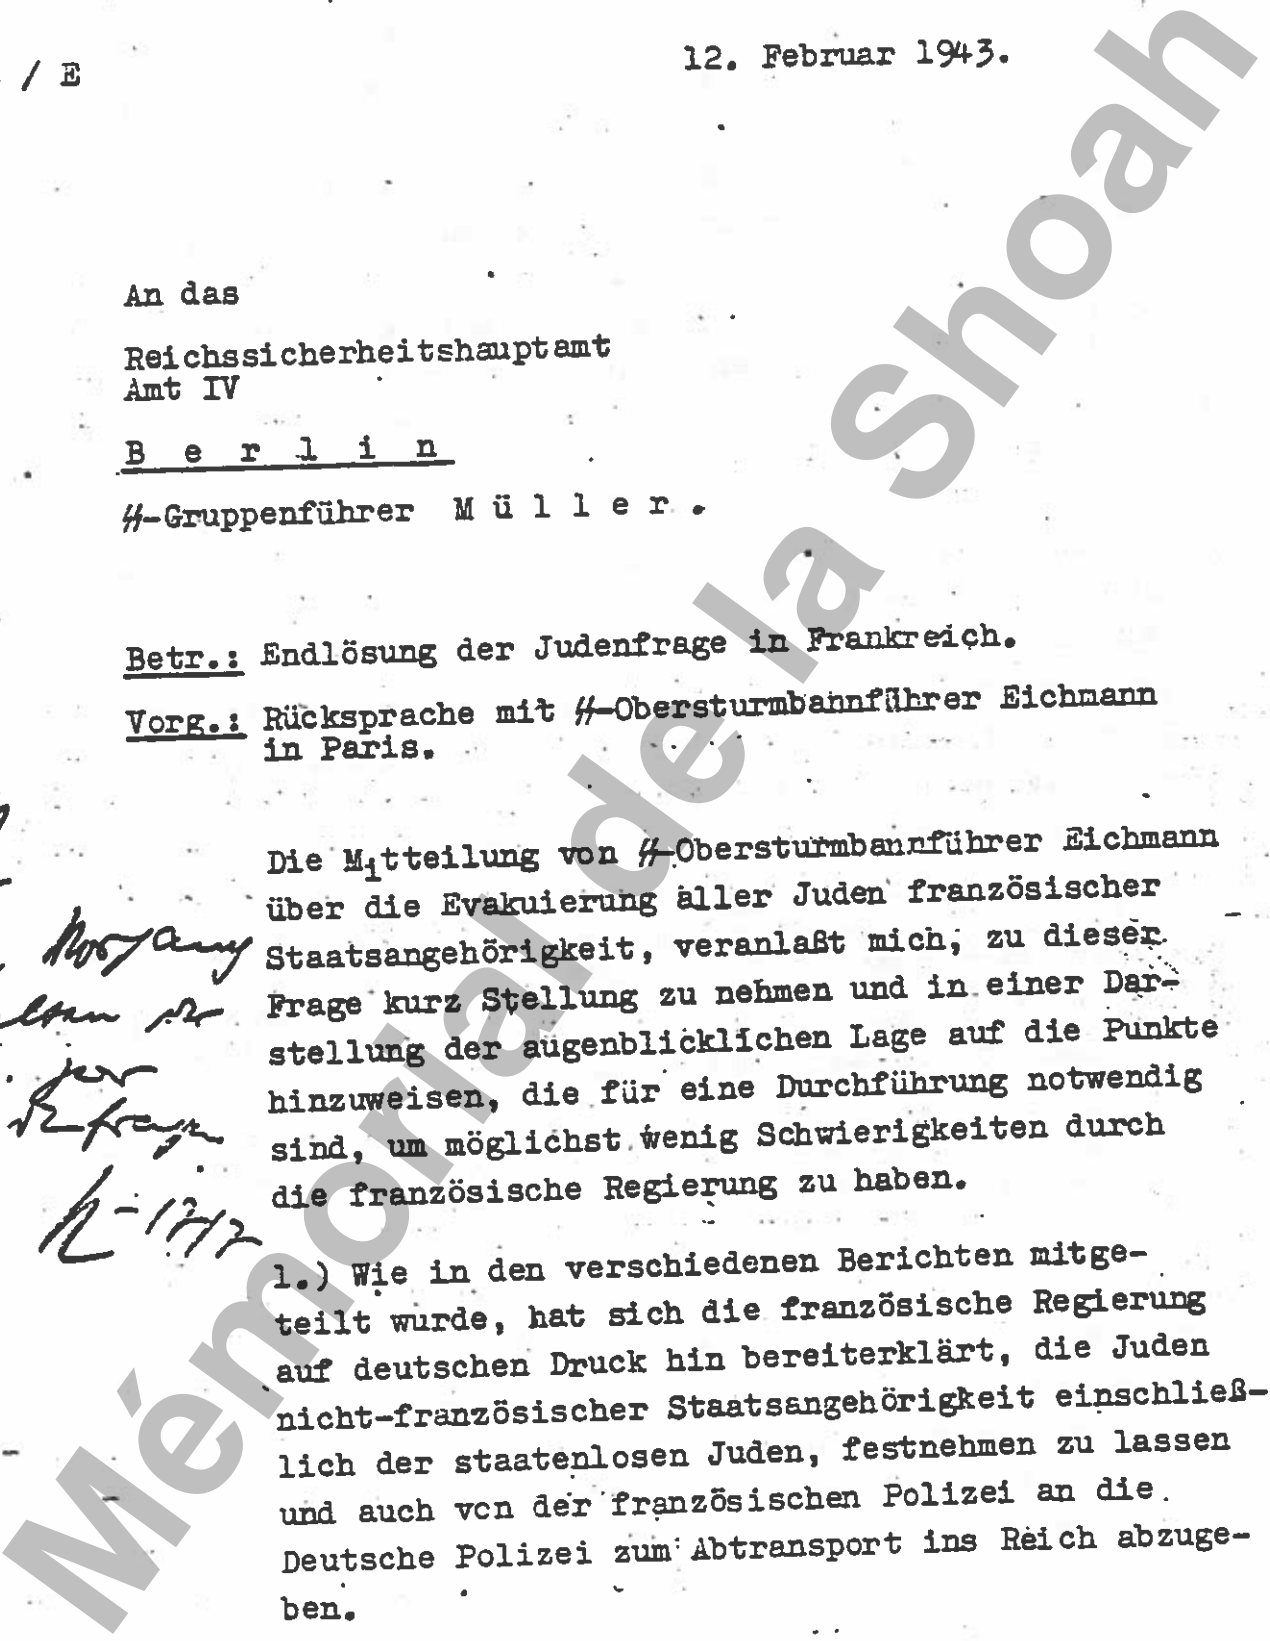 / E
12. Februar 1943.
An das
Reichssicherheitshauptamt
Amt IV
B e r l i n
SS-Gruppenführer M ü l l e r .
Betr.: Endlösung der Judenfrage in Frankreich.
Vorg.: Rücksprache mit SS-Obersturmbannführer Eichmann
in Paris.
Die Mitteilung von SS-Obersturmbannführer Eichmann
über die Evakuierung aller Juden französischer
Staatsangehörigkeit, veranlaßt mich, zu dieser
Frage kurz Stellung zu nehmen und in einer Dar-
stellung der augenblicklichen Lage auf die Punkte
hinzuweisen, die für eine Durchführung notwendig
sind, um möglichst wenig Schwierigkeiten durch
die französische Regierung zu haben.
1.) Wie in den verschiedenen Berichten mitge-
teilt wurde, hat sich die französische Regierung
auf deutschen Druck hin bereiterklärt, die Juden
nicht-französischer Staatsangehörigkeit einschließ-
lich der staatenlosen Juden, festnehmen zu lassen
und auch von der französischen Polizei an die
Deutsche Polizei zum Abtransport ins Reich abzuge-
ben.
Vorgang
Mémorial de la Shoah